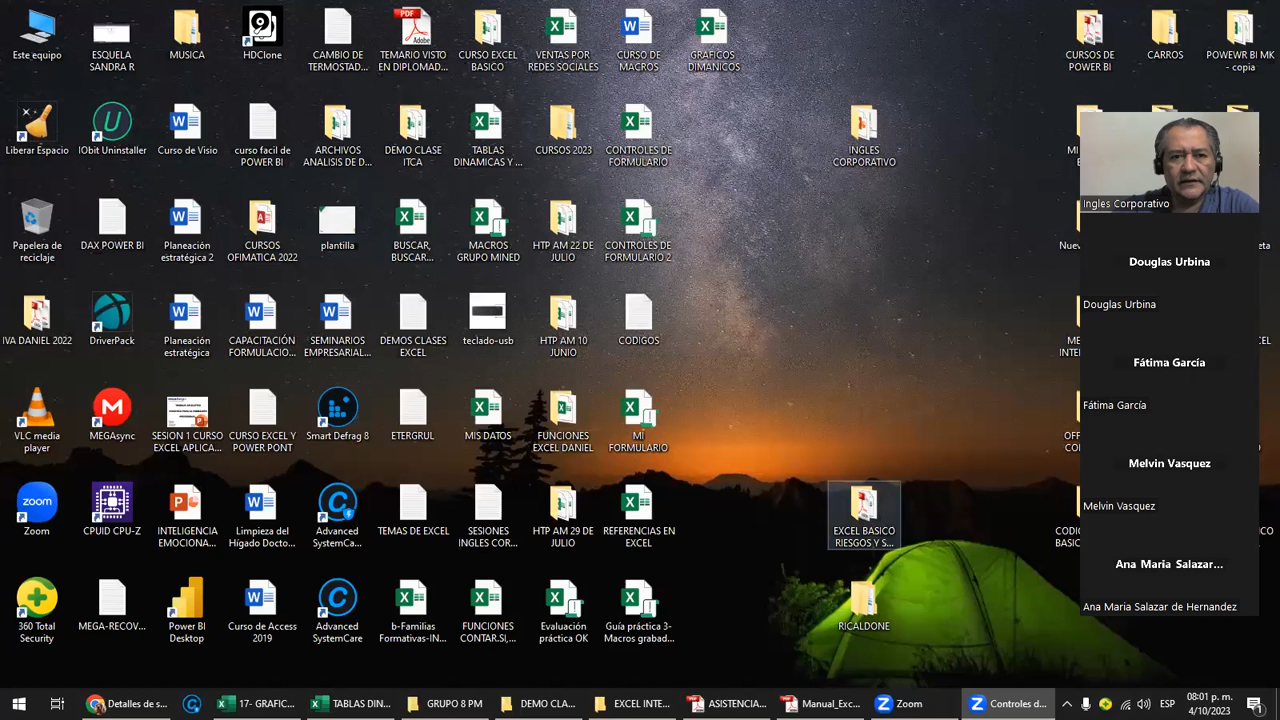 Este equipo
ESQUELA
SANDRA R
MUSICA
HDClone
CAMBIO DE
TERMOSTAD...
TEMARIO VISD..
EN DIPLOMAD...
CURSO EXCEL
BASICO
VENTAS POR
REDES SOCIALES
CURSO DE
MACROS
GRAFICOS
DIMANICOS
CURSOS DE
POWER BI
CARROS
POWEWR BI MK
- copia
Liberar Espacio
IObit Uninstaller
Curso de Visio
curso facil de
POWER BI
ARCHIVOS
ANALISIS DE D...
DEMO CLASE
ITCA
TABLAS
DINAMICAS Y ...
CURSOS 2023
CONTROLES DE
FORMULARIO
INGLES
CORPORATIVO
Ingles Corporativo
Papelera de
reciclaje
DAX POWER BI
Planeación
estratégica 2
CURSOS
OFIMATICA 2022
plantilla
BUSCAR,
BUSCAR...
MACROS
GRUPO MINED
HTP AM 22 DE
JULIO
CONTROLES DE
FORMULARIO 2
Douglas Urbina
Douglas Urbina
IVA DANIEL 2022
DriverPack
Planeación
estratégica
CAPACITACIÓN
FORMULACIO...
SEMINARIOS
EMPRESARIAL...
DEMOS CLASES
EXCEL
teclado-usb
HTP AM 10
JUNIO
CODIGOS
Fátima García
Fátima García
VLC media
player
MEGAsync
SESION 1 CURSO
EXCEL APLICA...
CURSO EXCEL Y
POWER PONT
Smart Defrag 8
ETERGRUL
MIS DATOS
FUNCIONES
EXCEL DANIEL
MI
FORMULARIO
Melvin Vasquez
Melvin Vasquez
zoom
Zoom
CPUID CPU-Z
INTELIGENCIA
EMOCIONA...
Limpieza del
Hígado Docto...
Advanced
SystemCa...
TEMAS DE EXCEL
SESIONES
INGLES COR...
HTP AM 29 DE
JULIO
REFERENCIAS EN
EXCEL
EXCEL BASICO
RIESGOS Y S...
Ana Maria Salazar...
Ana Maria Salazar de Hernandez
360 Total
Security
MEGA-RECOV...
Power BI
Desktop
Curso de Access
2019
Advanced
SystemCare
b-Familias
Formativas-IN...
FUNCIONES
CONTAR.SI,...
Evaluación
práctica OK
Guía práctica 3-
Macros grabad...
RICALDONE
Detalles de s...
17- GRAFIC...
TABLAS DIN...
GRUPO 8 PM
DEMO CLA...
EXCEL INTE...
ASISTENCIA...
Manual_Exc...
Zoom
Controles d...
ESP
08:01 p. m.
4/10/2023